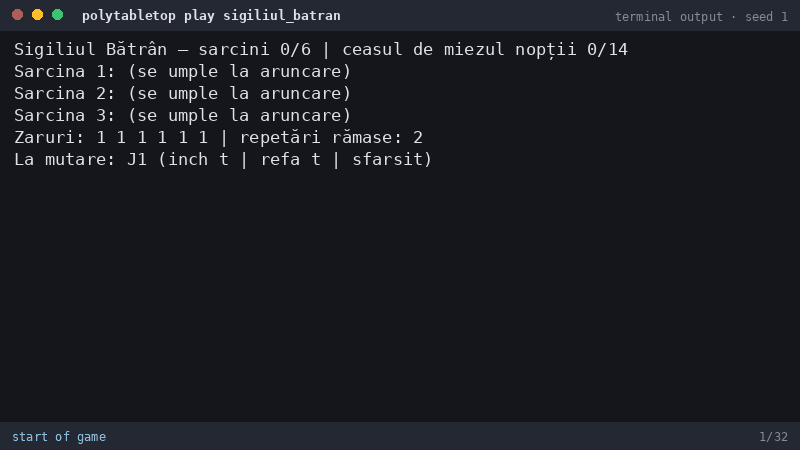 polytabletop play sigiliul_batran
terminal output · seed 1
Sigiliul Bătrân — sarcini 0/6 | ceasul de miezul nopții 0/14
Sarcina 1: (se umple la aruncare)
Sarcina 2: (se umple la aruncare)
Sarcina 3: (se umple la aruncare)
Zaruri: 1 1 1 1 1 1 | repetări rămase: 2
La mutare: J1 (inch t | refa t | sfarsit)
start of game
1/32